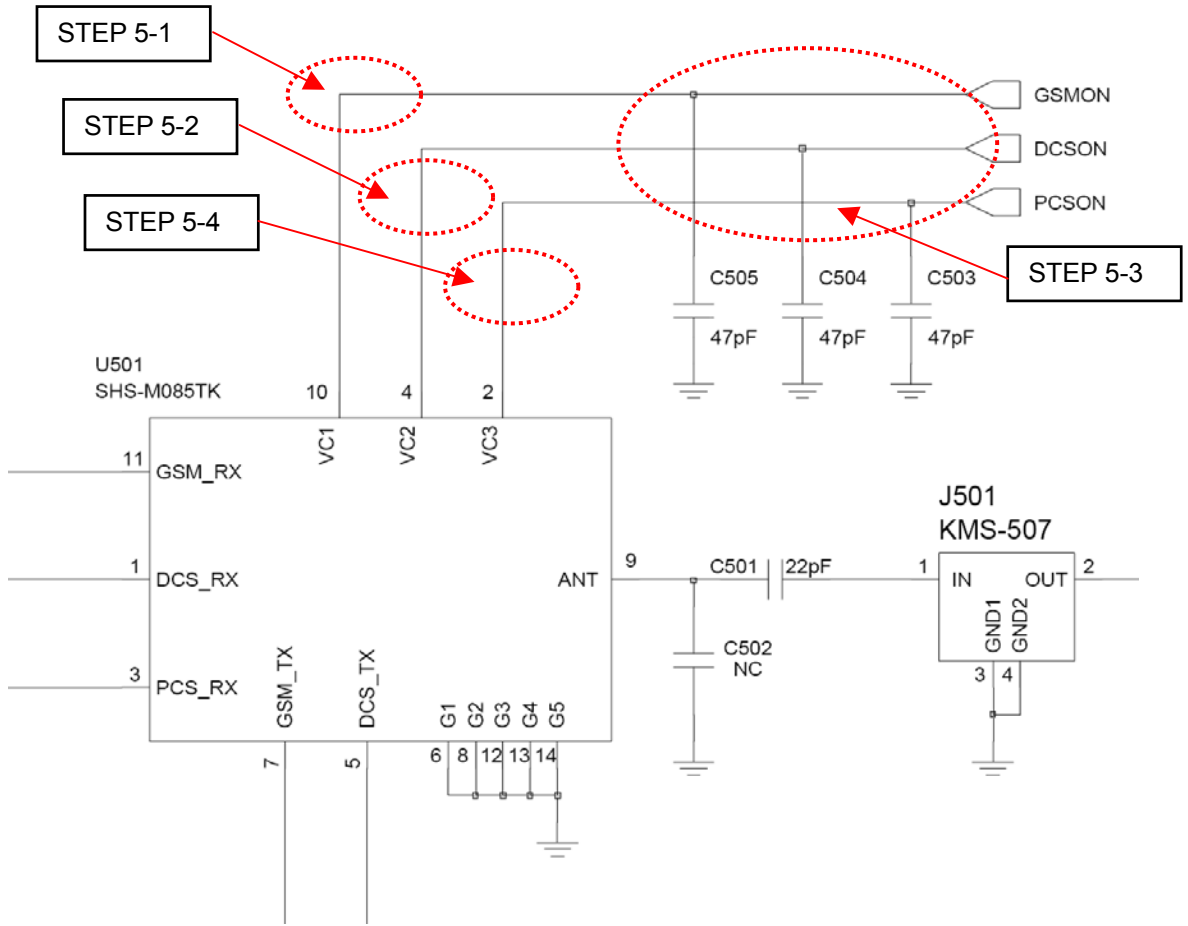 STEP 5-1
STEP 5-2
STEP 5-4
GSMON
DCSON
PCSON
STEP 5-3
C505
C504
C503
47pF
47pF
47pF
U501
SHS-M085TK
10
4
2
VC1
VC2
VC3
11
GSM_RX
1
DCS_RX
3
PCS_RX
GSM_TX
DCS_TX
7
5
G1
G2
G3
G4
G5
6
8
12
13
14
ANT
9
C501
22pF
C502
NC
J501
KMS-507
1
IN
OUT
2
GND1
GND2
3
4